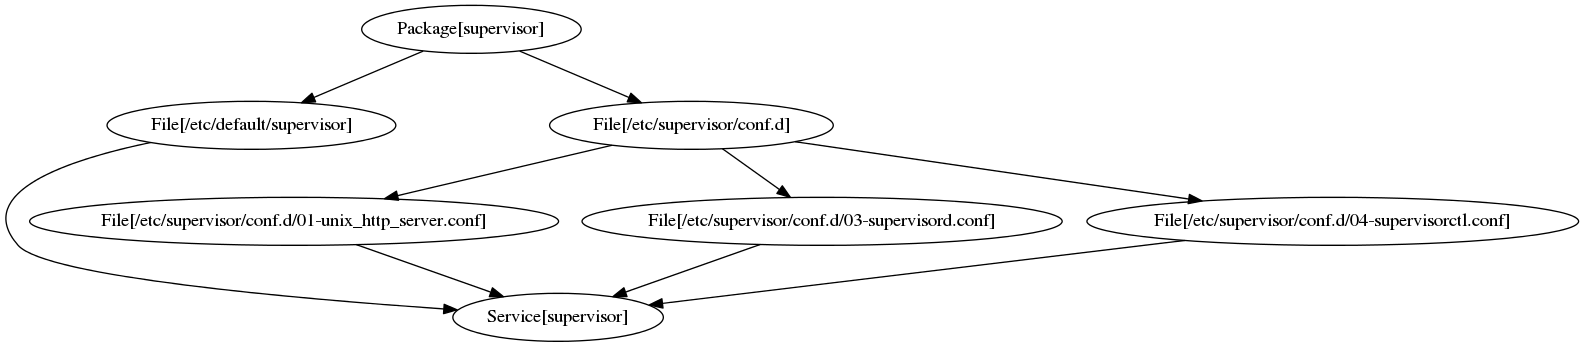 Package[supervisor]
File[/etc/default/supervisor]
File[/etc/supervisor/conf.d]
File[/etc/supervisor/conf.d/01-unix_http_server.conf]
File[/etc/supervisor/conf.d/03-supervisord.conf]
File[/etc/supervisor/conf.d/04-supervisorctl.conf]
Service[supervisor]